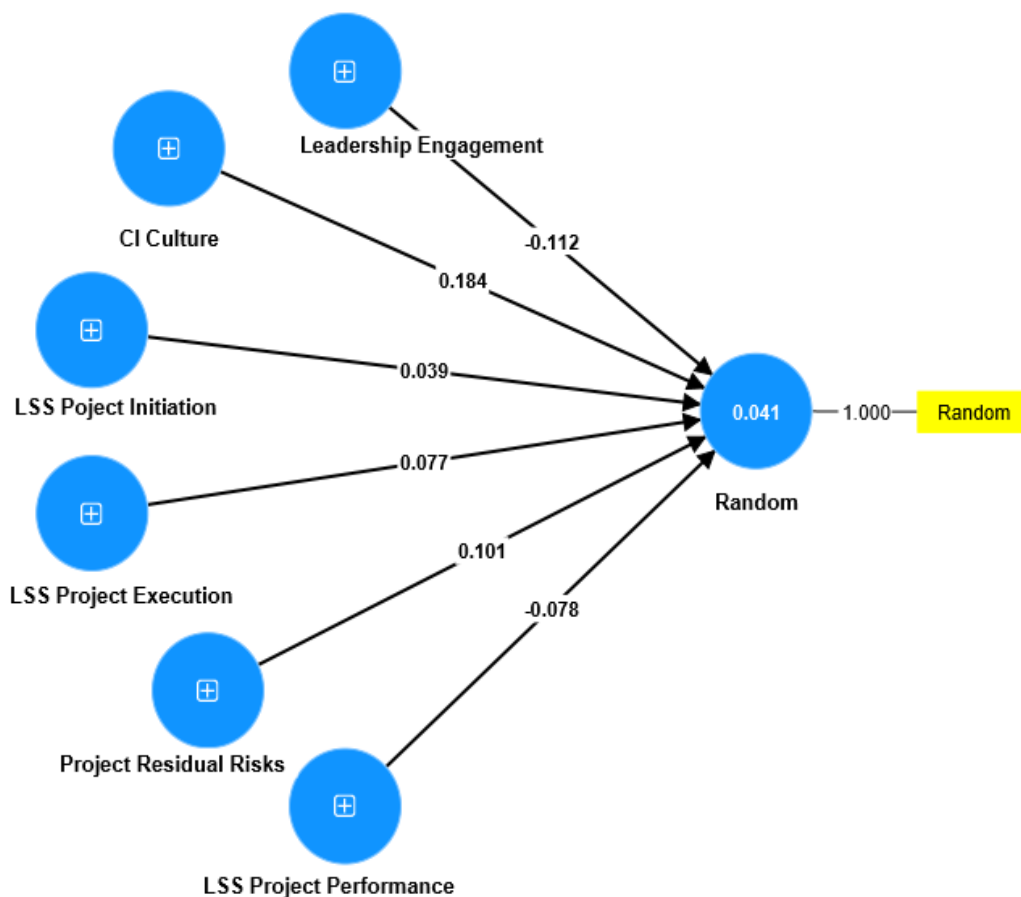 Leadership Engagement
CI Culture
-0.112
0.184
LSS Poject Initiation
0.039
0.041
1.000
Random
Random
LSS Project Execution
0.077
0.101
Project Residual Risks
-0.078
LSS Project Performance